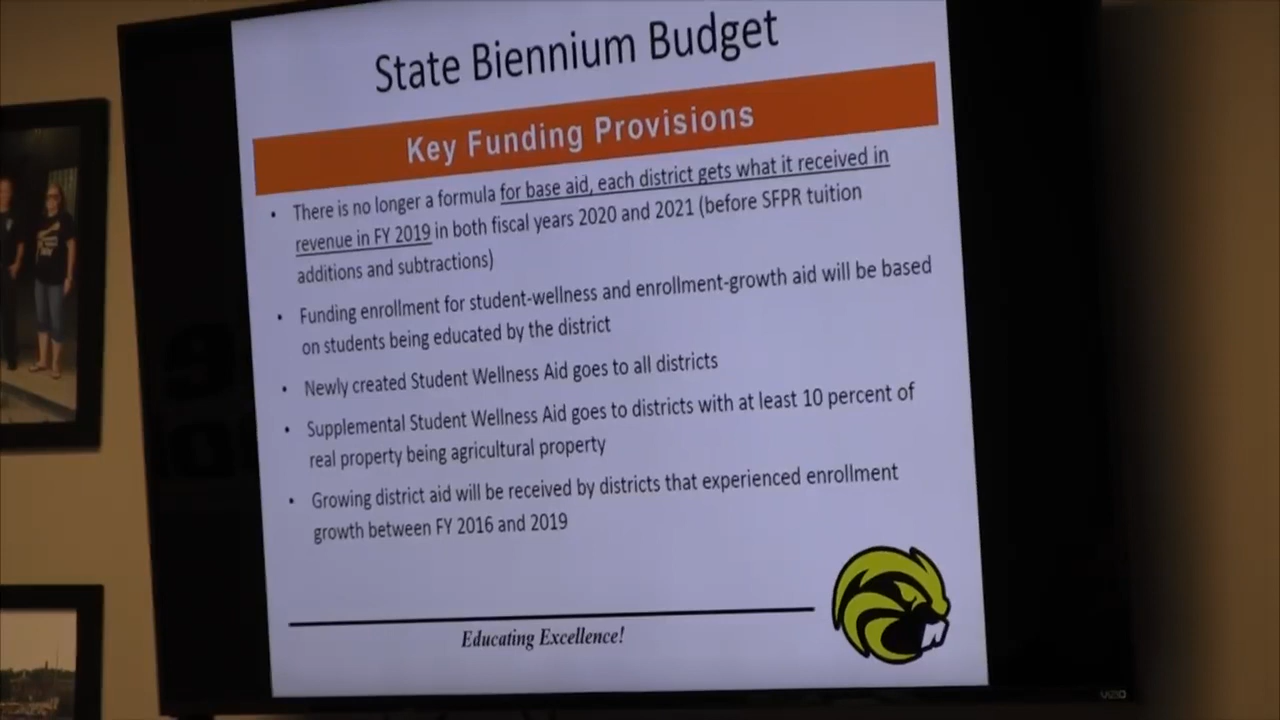 State Biennium Budget
Key Funding Provisions
• There is no longer a formula for base aid, each district gets what it received in
revenue in FY 2019 in both fiscal years 2020 and 2021 (before SFPR tuition
additions and subtractions)
• Funding enrollment for student-wellness and enrollment-growth aid will be based
on students being educated by the district
• Newly created Student Wellness Aid goes to all districts
• Supplemental Student Wellness Aid goes to districts with at least 10 percent of
real property being agricultural property
• Growing district aid will be received by districts that experienced enrollment
growth between FY 2016 and 2019
Educating Excellence!
VIZIO